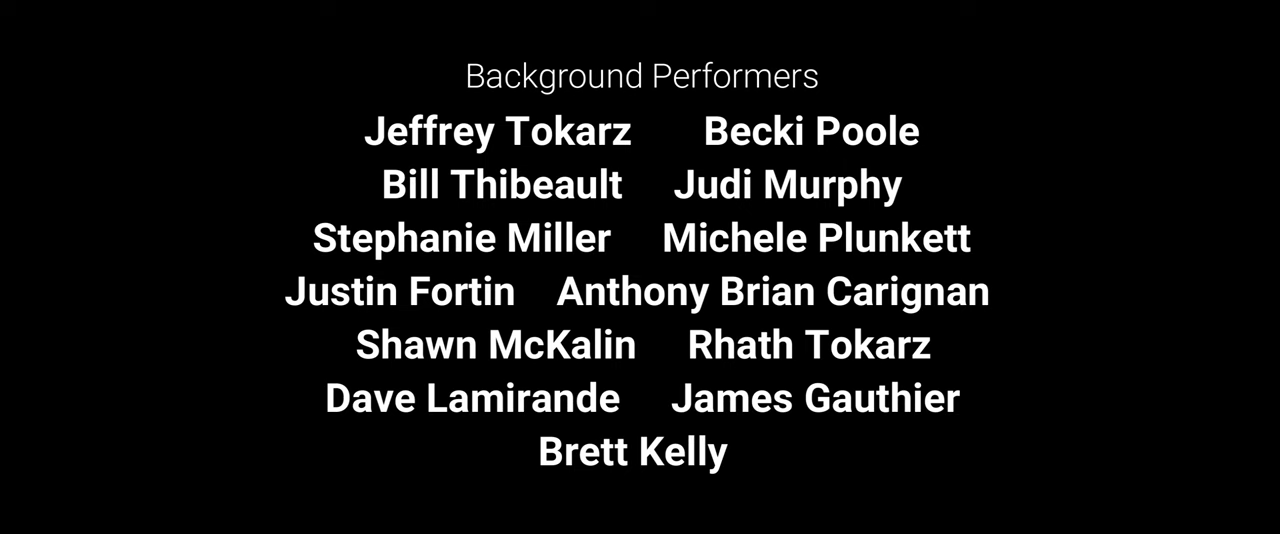 Background Performers
Jeffrey Tokarz Becki Poole
Bill Thibeault Judi Murphy
Stephanie Miller Michele Plunkett
Justin Fortin Anthony Brian Carignan
Shawn McKalin Rhath Tokarz
Dave Lamirande James Gauthier
Brett Kelly